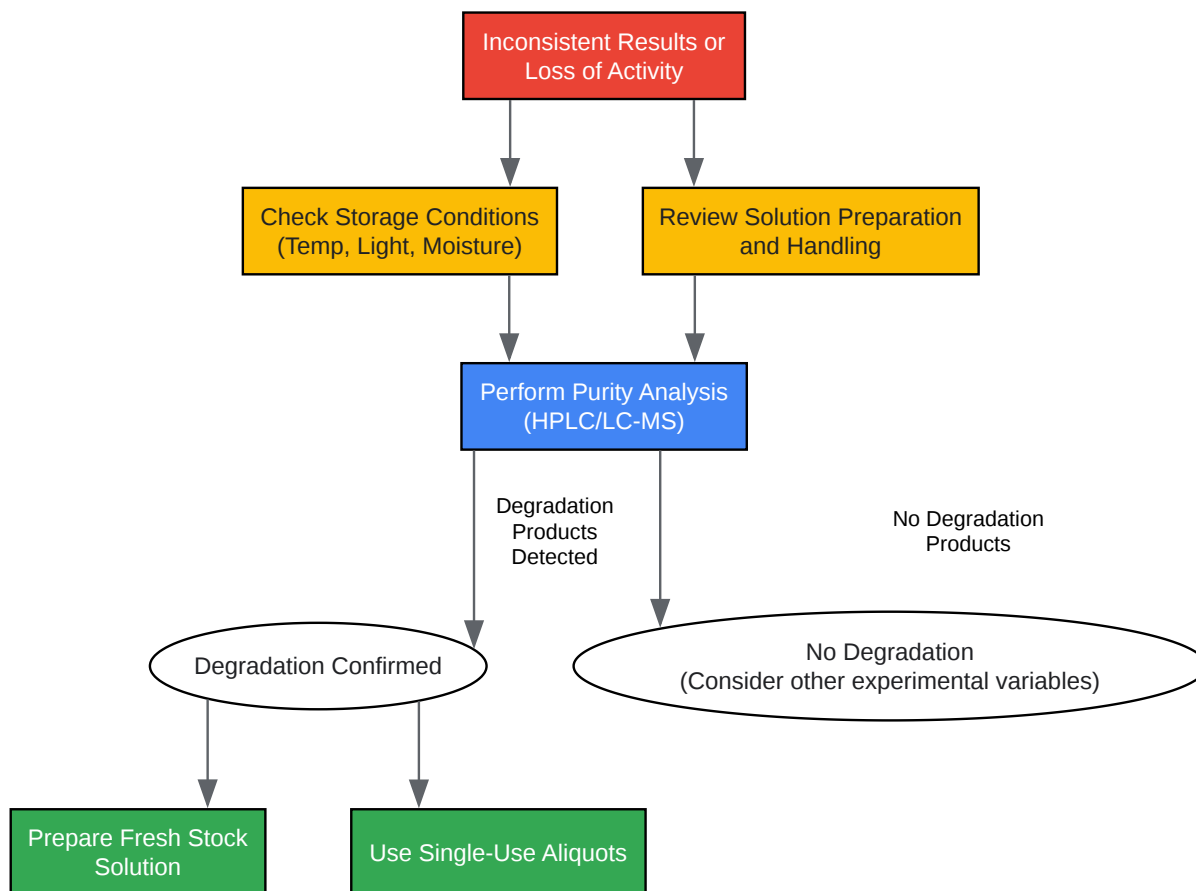 Inconsistent Results or
Loss of Activity
Check Storage Conditions
(Temp, Light, Moisture)
Review Solution Preparation
and Handling
Perform Purity Analysis
(HPLC/LC-MS)
Degradation
Products
Detected
No Degradation
Products
Degradation Confirmed
No Degradation
(Consider other experimental variables)
Prepare Fresh Stock
Solution
Use Single-Use Aliquots